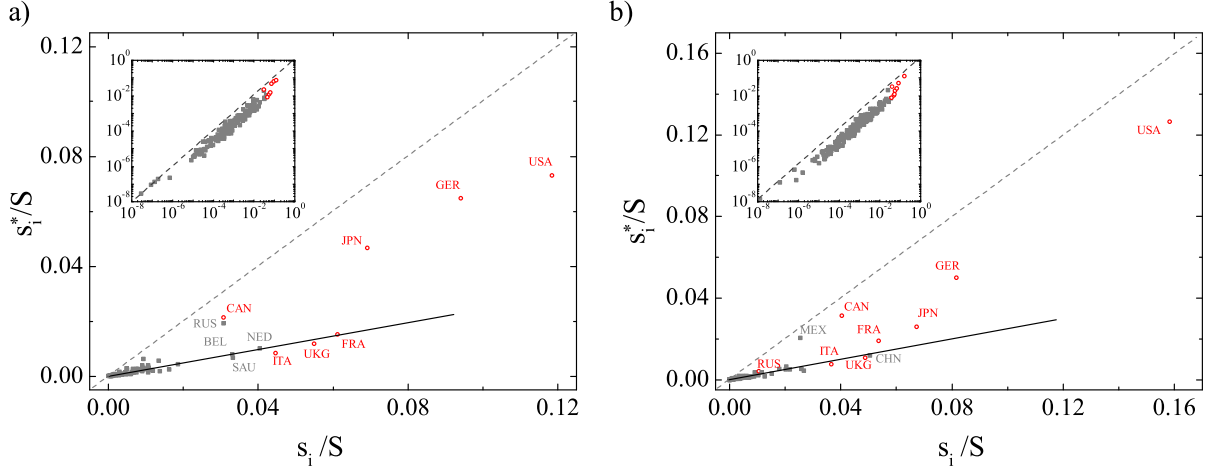 a)
0.12
0.08
0.04
0.00
s_i^*/S
10^0
10^-2
10^-4
10^-6
10^-8
10^-8 10^-6 10^-4 10^-2 10^0
USA
GER
JPN
CAN
RUS
BEL
NED
SAU
ITA
UKG
FRA
0.00 0.04 0.08 0.12
s_i /S
b)
0.16
0.12
0.08
0.04
0.00
s_i^*/S
10^0
10^-2
10^-4
10^-6
10^-8
10^-8 10^-6 10^-4 10^-2 10^0
USA
GER
CAN
JPN
MEX
FRA
ITA
RUS
UKG
CHN
0.00 0.04 0.08 0.12 0.16
s_i /S